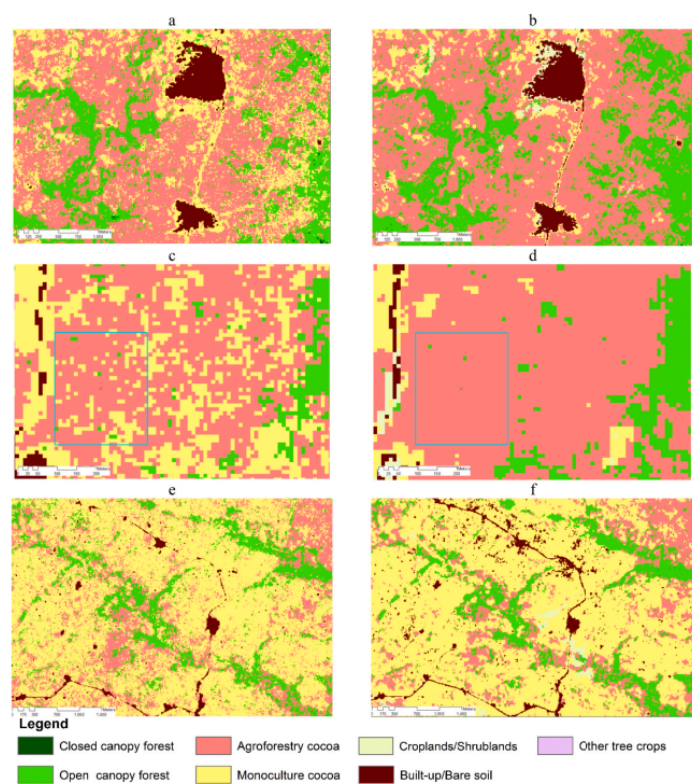 a b
c d
e f
Legend
Closed canopy forest Agroforestry cocoa Croplands/Shrublands Other tree crops
Open canopy forest Monoculture cocoa Built-up/Bare soil